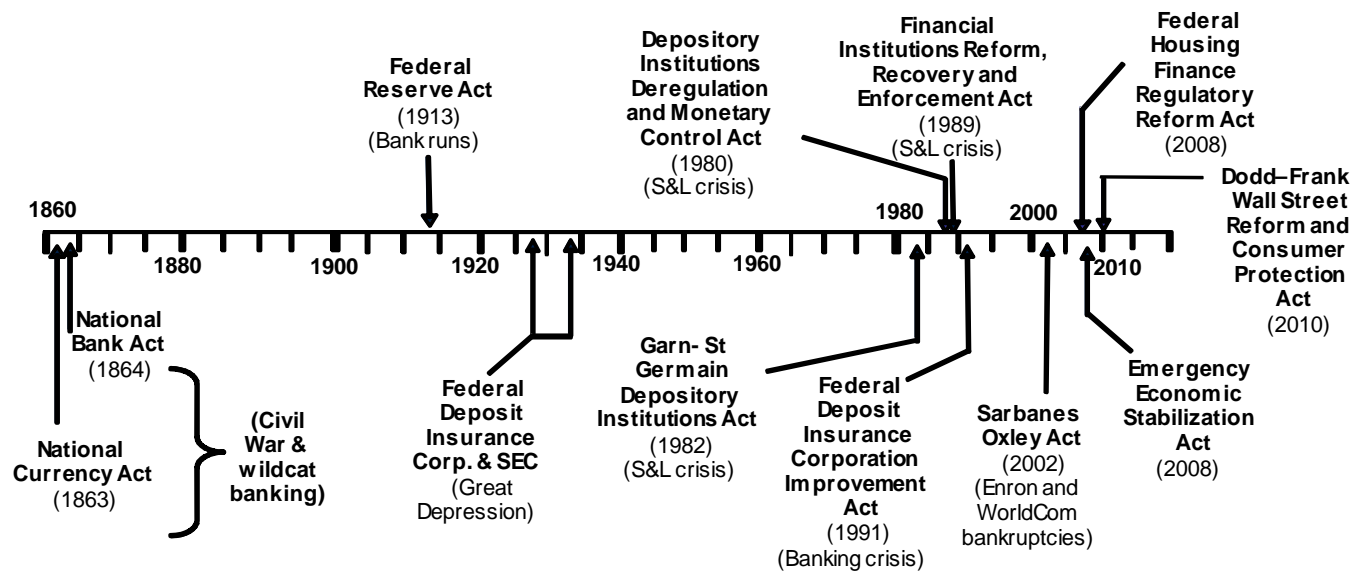 Federal
Reserve Act
(1913)
(Bank runs)
Depository
Institutions
Deregulation
and Monetary
Control Act
(1980)
(S&L crisis)
Financial
Institutions Reform,
Recovery and
Enforcement Act
(1989)
(S&L crisis)
Federal
Housing
Finance
Regulatory
Reform Act
(2008)
Dodd–Frank
Wall Street
Reform and
Consumer
Protection
Act
(2010)
1860
1980
2000
1880
1900
1920
1940
1960
2010
National
Bank Act
(1864)
National
Currency Act
(1863)
(Civil
War &
wildcat
banking)
Federal
Deposit
Insurance
Corp. & SEC
(Great
Depression)
Garn- St
Germain
Depository
Institutions Act
(1982)
(S&L crisis)
Federal
Deposit
Insurance
Corporation
Improvement
Act
(1991)
(Banking crisis)
Sarbanes
Oxley Act
(2002)
(Enron and
WorldCom
bankruptcies)
Emergency
Economic
Stabilization
Act
(2008)